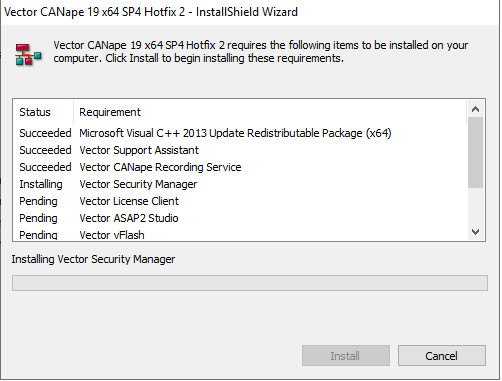 Vector CANape 19 x64 SP4 Hotfix 2 - InstallShield Wizard
Vector CANape 19 x64 SP4 Hotfix 2 requires the following items to be installed on your
computer. Click Install to begin installing these requirements.
Status Requirement
Succeeded Microsoft Visual C++ 2013 Update Redistributable Package (x64)
Succeeded Vector Support Assistant
Succeeded Vector CANape Recording Service
Installing Vector Security Manager
Pending Vector License Client
Pending Vector ASAP2 Studio
Pending Vector vFlash
Installing Vector Security Manager
Install Cancel